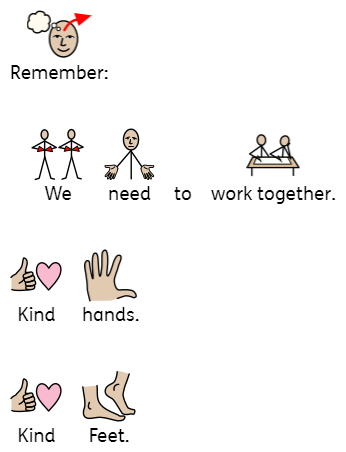 Remember:
We need to work together.
Kind hands.
Kind Feet.